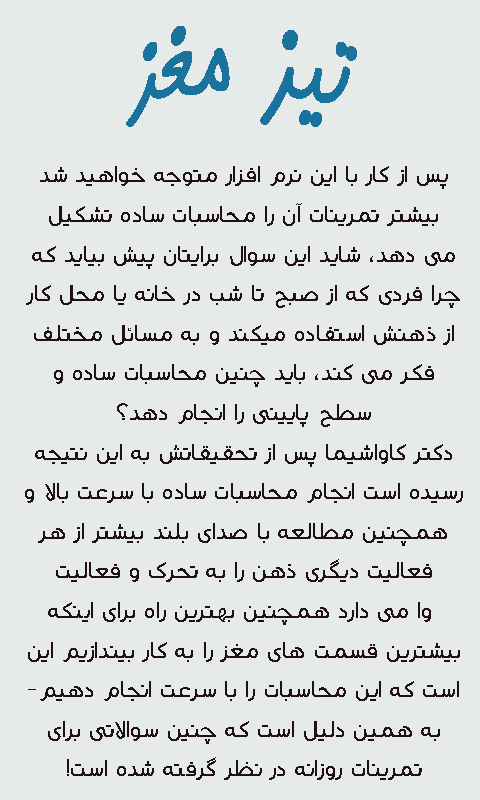 تیز مغز
پس از کار با این نرم افزار متوجه خواهید شد
بیشتر تمرینات آن را محاسبات ساده تشکیل
می دهد، شاید این سوال برایتان پیش بیاید که
چرا فردی که از صبح تا شب در خانه یا محل کار
از ذهنش استفاده میکند و به مسائل مختلف
فکر می کند، باید چنین محاسبات ساده و
سطح پایینی را انجام دهد؟
دکتر کاواشیما پس از تحقیقاتش به این نتیجه
رسیده است انجام محاسبات ساده با سرعت بالا و
همچنین مطالعه با صدای بلند بیشتر از هر
فعالیت دیگری ذهن را به تحرک و فعالیت
وا می دارد همچنین بهترین راه برای اینکه
بیشترین قسمت های مغز را به کار بیندازیم این
است که این محاسبات را با سرعت انجام دهیم-
به همین دلیل است که چنین سوالاتی برای
تمرینات روزانه در نظر گرفته شده است!